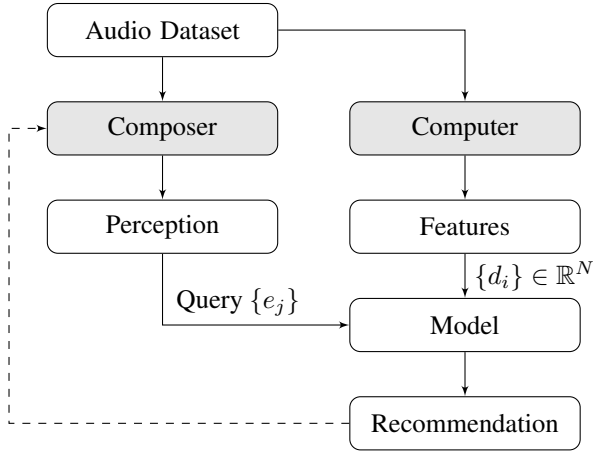 Audio Dataset
Composer
Computer
Perception
Features
{d_i} ∈ ℝ^N
Query {e_j}
Model
Recommendation